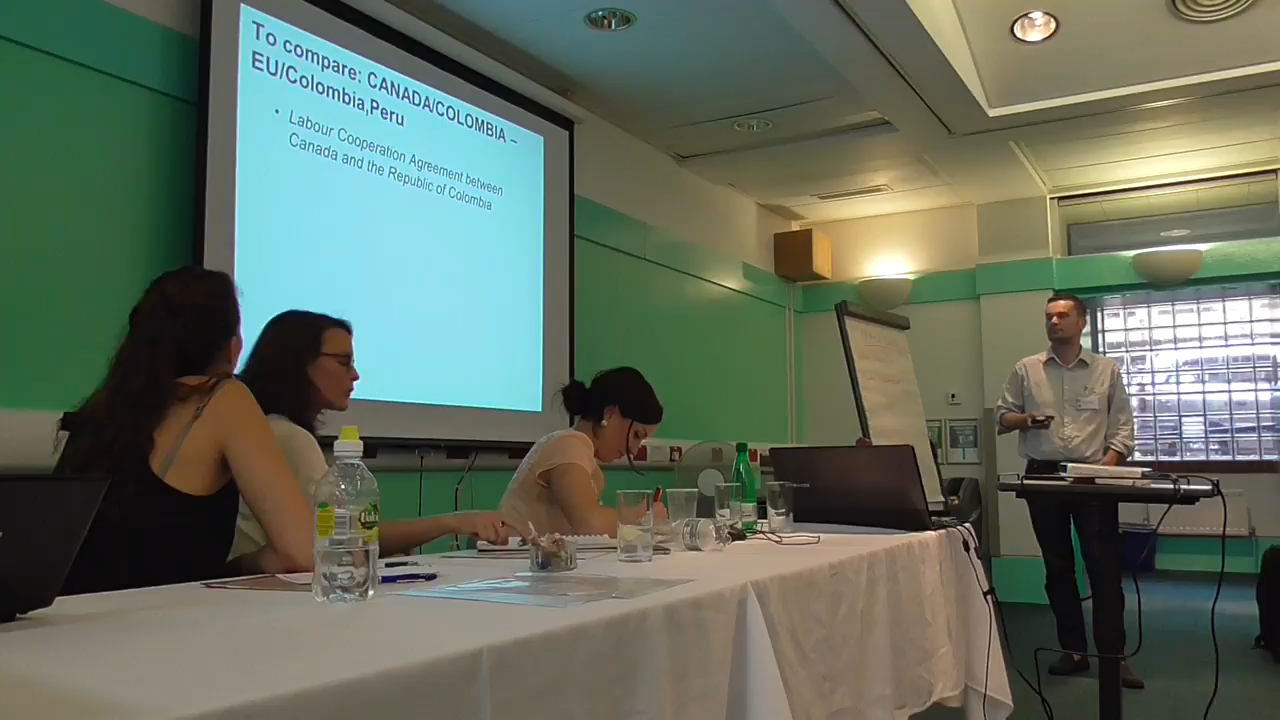 To compare: CANADA/COLOMBIA –
EU/Colombia,Peru
• Labour Cooperation Agreement between
Canada and the Republic of Colombia